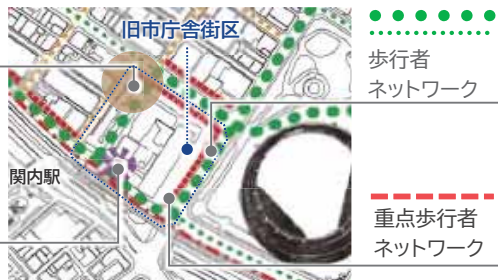 旧市庁舎街区
歩行者
ネットワーク
関内駅
重点歩行者
ネットワーク